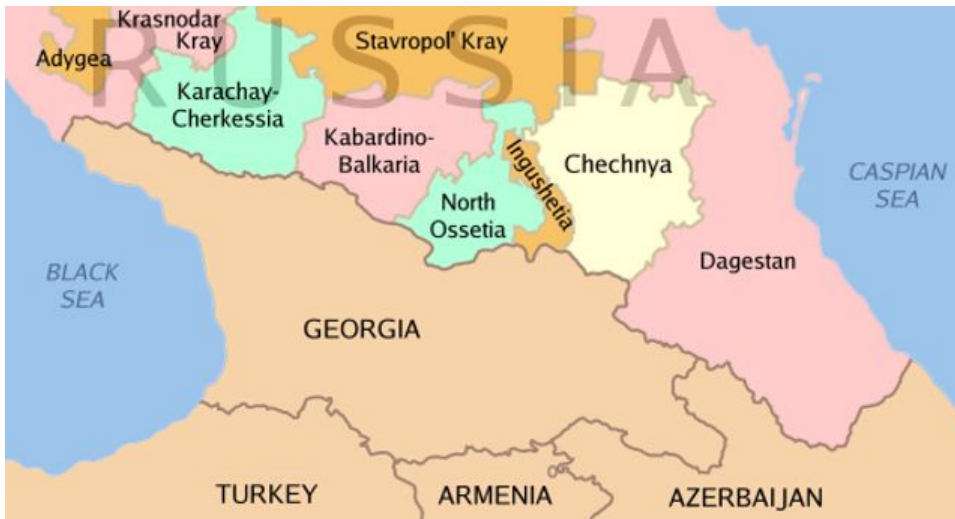 Krasnodar
Kray
Adygea
Stavropol' Kray
RUSSIA
Karachay-
Cherkessia
Kabardino-
Balkaria
Ingushetia
Chechnya
CASPIAN
SEA
North
Ossetia
Dagestan
BLACK
SEA
GEORGIA
TURKEY
ARMENIA
AZERBAIJAN